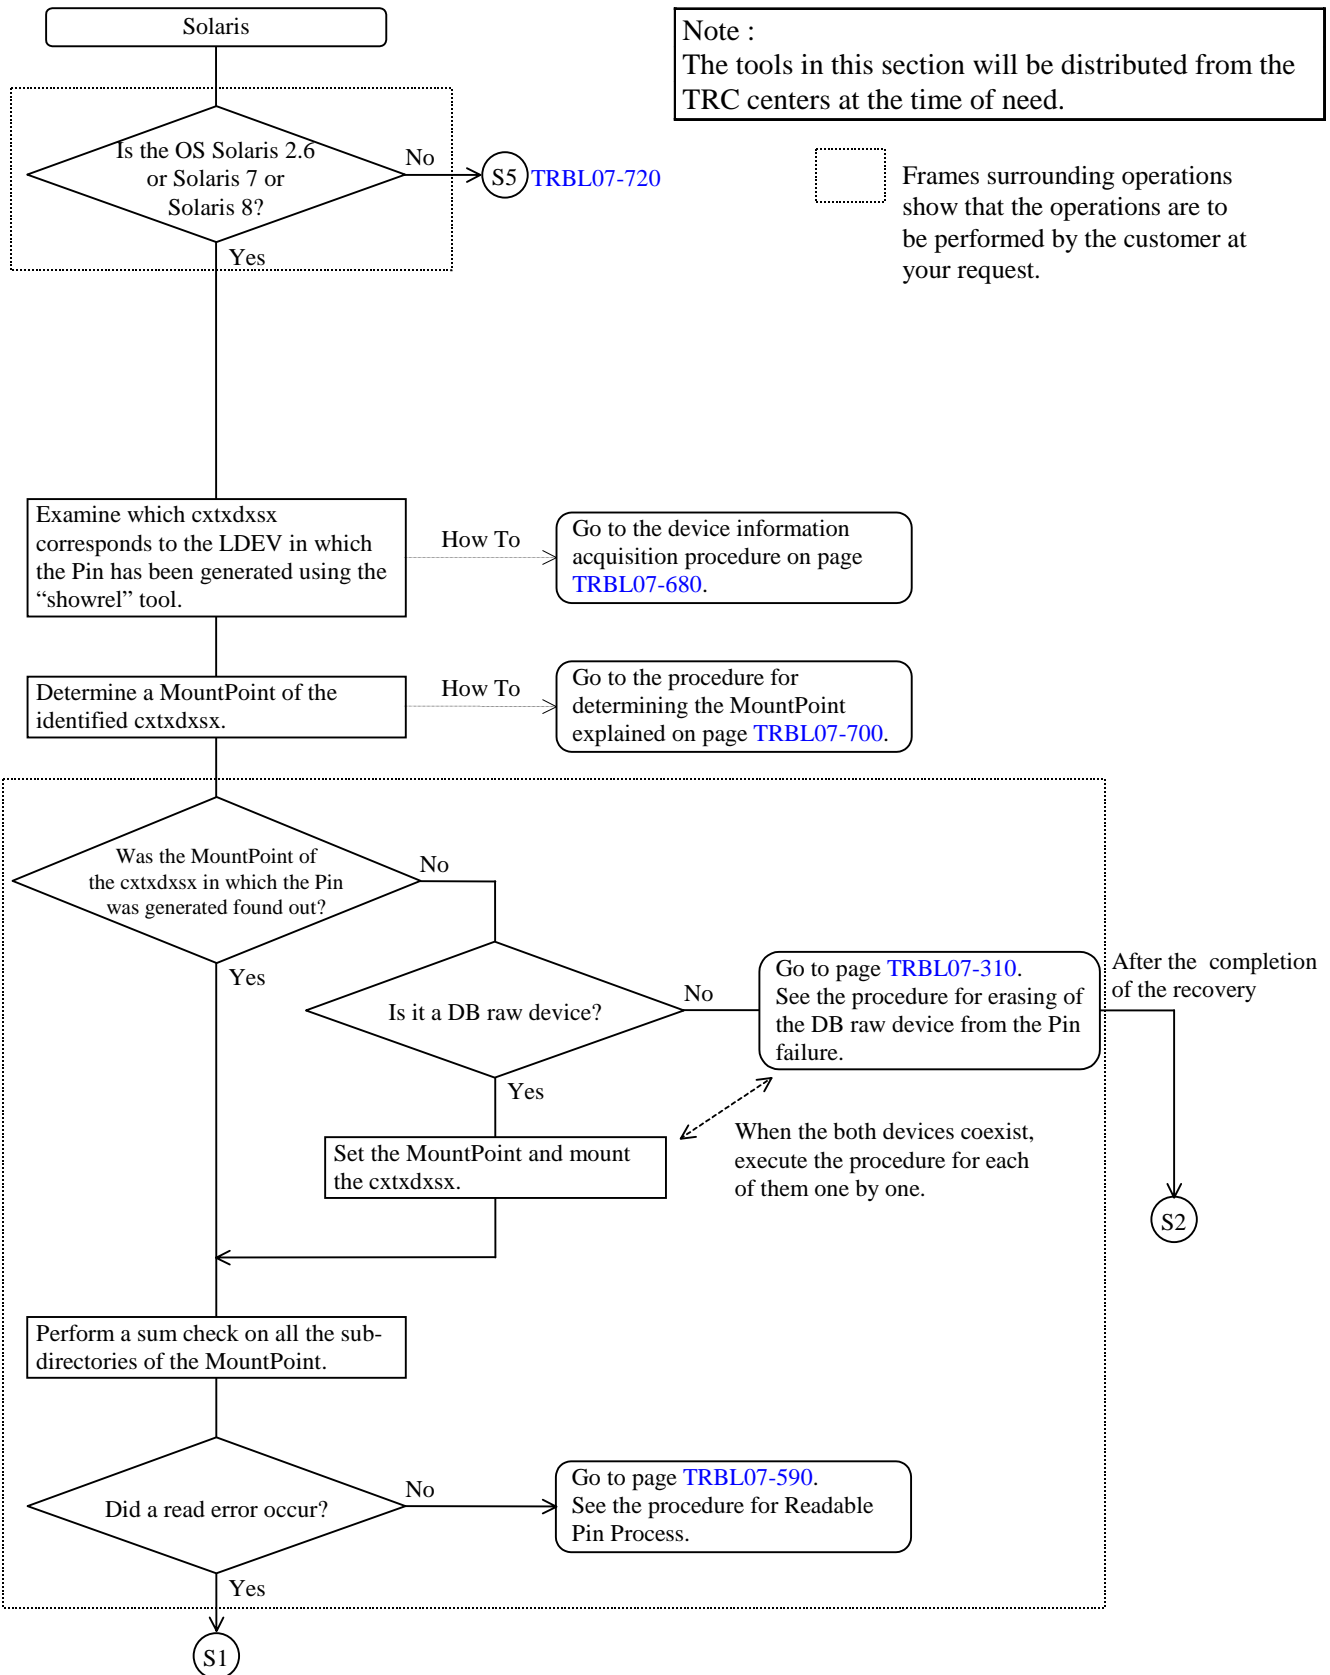 Solaris
Note :
The tools in this section will be distributed from the
TRC centers at the time of need.
Is the OS Solaris 2.6
or Solaris 7 or
Solaris 8?
No
S5
TRBL07-720
Yes
Frames surrounding operations
show that the operations are to
be performed by the customer at
your request.
Examine which cxtxdxsx
corresponds to the LDEV in which
the Pin has been generated using the
“showrel” tool.
How To
Go to the device information
acquisition procedure on page
TRBL07-680.
Determine a MountPoint of the
identified cxtxdxsx.
How To
Go to the procedure for
determining the MountPoint
explained on page TRBL07-700.
Was the MountPoint of
the cxtxdxsx in which the Pin
was generated found out?
No
Yes
Is it a DB raw device?
No
Go to page TRBL07-310.
See the procedure for erasing of
the DB raw device from the Pin
failure.
After the completion
of the recovery
Yes
Set the MountPoint and mount
the cxtxdxsx.
When the both devices coexist,
execute the procedure for each
of them one by one.
S2
Perform a sum check on all the sub-
directories of the MountPoint.
Did a read error occur?
No
Go to page TRBL07-590.
See the procedure for Readable
Pin Process.
Yes
S1